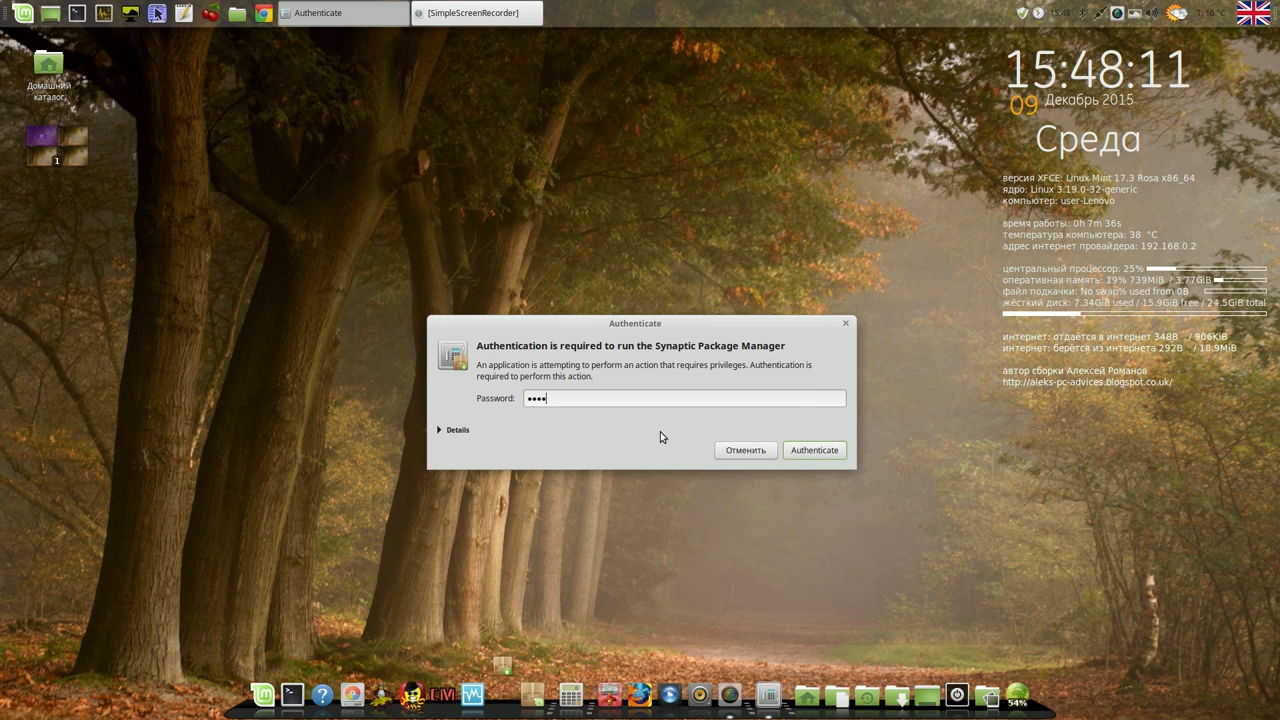 Authenticate
[SimpleScreenRecorder]
15:48
T: 10 °C
Домашний
каталог
1
15:48:11
09 Декабрь 2015
Среда
версия XFCE: Linux Mint 17.3 Rosa x86_64
ядро: Linux 3.19.0-32-generic
компьютер: user-Lenovo
время работы: 0h 7m 36s
температура компьютера: 38 °C
адрес интернет провайдера: 192.168.0.2
центральный процессор: 25%
оперативная память: 19% 739MiB / 3.77GiB
файл подкачки: No swap% used from 0B
жёсткий диск: 7.34GiB used / 15.9GiB free / 24.5GiB total
интернет: отдаётся в интернет 348B / 906KiB
интернет: берётся из интернета 292B / 18.9MiB
автор сборки Алексей Романов
http://aleks-pc-advices.blogspot.co.uk/
Authenticate
Authentication is required to run the Synaptic Package Manager
An application is attempting to perform an action that requires privileges. Authentication is
required to perform this action.
Password: ••••
Details
Отменить
Authenticate
CM
54%